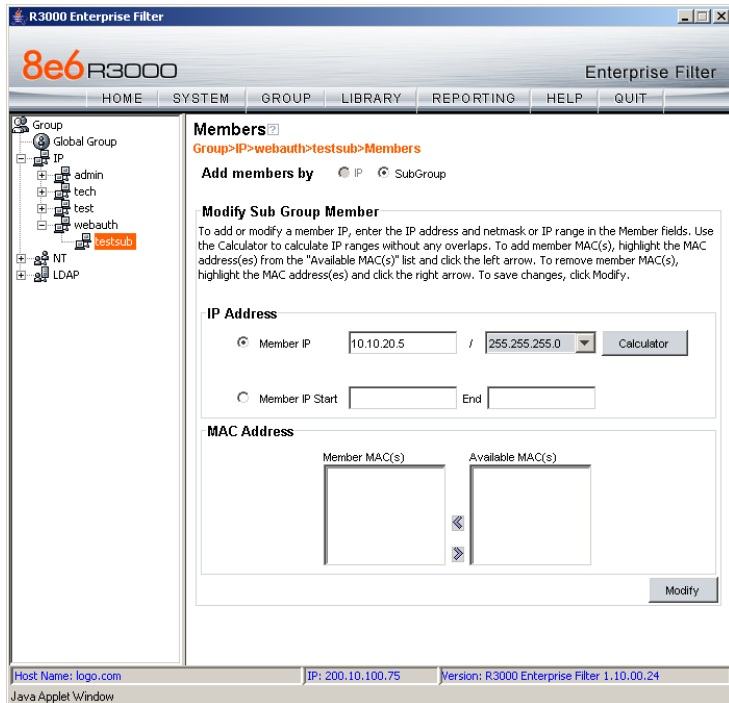 R3000 Enterprise Filter
8e6 R3000
Enterprise Filter
HOME SYSTEM GROUP LIBRARY REPORTING HELP QUIT
Group
Global Group
IP
admin
tech
test
webauth
testsub
NT
LDAP
Members
Group>IP>webauth>testsub>Members
Add members by IP SubGroup
Modify Sub Group Member
To add or modify a member IP, enter the IP address and netmask or IP range in the Member fields. Use
the Calculator to calculate IP ranges without any overlaps. To add member MAC(s), highlight the MAC
address(es) from the "Available MAC(s)" list and click the left arrow. To remove member MAC(s),
highlight the MAC address(es) and click the right arrow. To save changes, click Modify.
IP Address
Member IP 10.10.20.5 / 255.255.255.0 Calculator
Member IP Start End
MAC Address
Member MAC(s) Available MAC(s)
Modify
Host Name: logo.com IP: 200.10.100.75 Version: R3000 Enterprise Filter 1.10.00.24
Java Applet Window